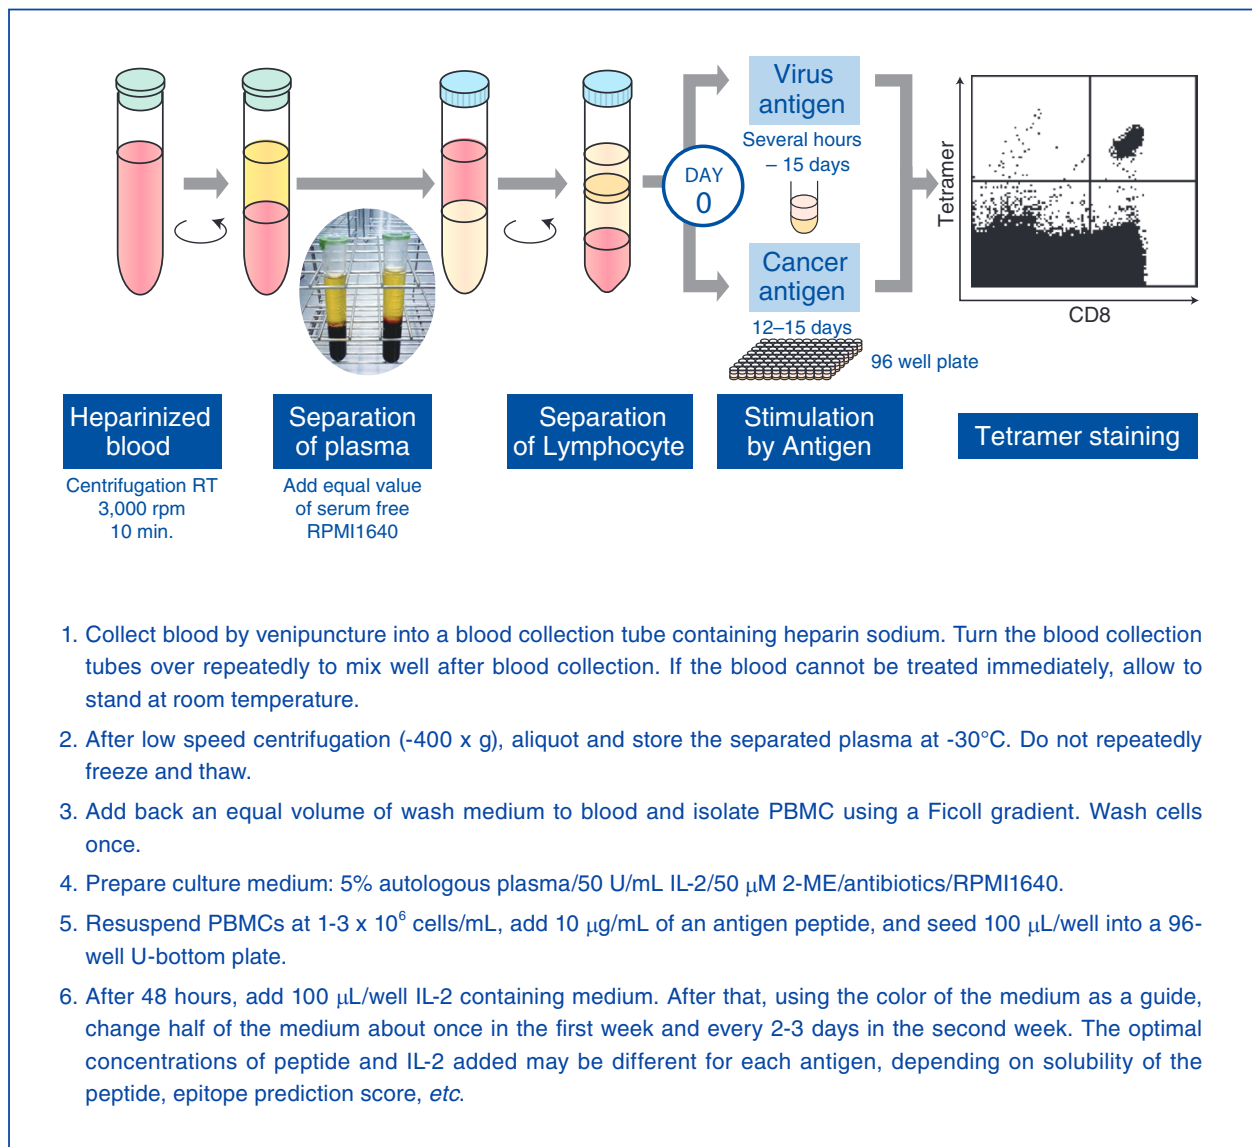 Virus
antigen
Several hours
– 15 days
DAY
0
Cancer
antigen
12–15 days
96 well plate
Tetramer
CD8
Heparinized
blood
Centrifugation RT
3,000 rpm
10 min.
Separation
of plasma
Add equal value
of serum free
RPMI1640
Separation
of Lymphocyte
Stimulation
by Antigen
Tetramer staining
1. Collect blood by venipuncture into a blood collection tube containing heparin sodium. Turn the blood collection
tubes over repeatedly to mix well after blood collection. If the blood cannot be treated immediately, allow to
stand at room temperature.
2. After low speed centrifugation (-400 x g), aliquot and store the separated plasma at -30°C. Do not repeatedly
freeze and thaw.
3. Add back an equal volume of wash medium to blood and isolate PBMC using a Ficoll gradient. Wash cells
once.
4. Prepare culture medium: 5% autologous plasma/50 U/mL IL-2/50 μM 2-ME/antibiotics/RPMI1640.
5. Resuspend PBMCs at 1-3 x 10⁶ cells/mL, add 10 μg/mL of an antigen peptide, and seed 100 μL/well into a 96-
well U-bottom plate.
6. After 48 hours, add 100 μL/well IL-2 containing medium. After that, using the color of the medium as a guide,
change half of the medium about once in the first week and every 2-3 days in the second week. The optimal
concentrations of peptide and IL-2 added may be different for each antigen, depending on solubility of the
peptide, epitope prediction score, etc.